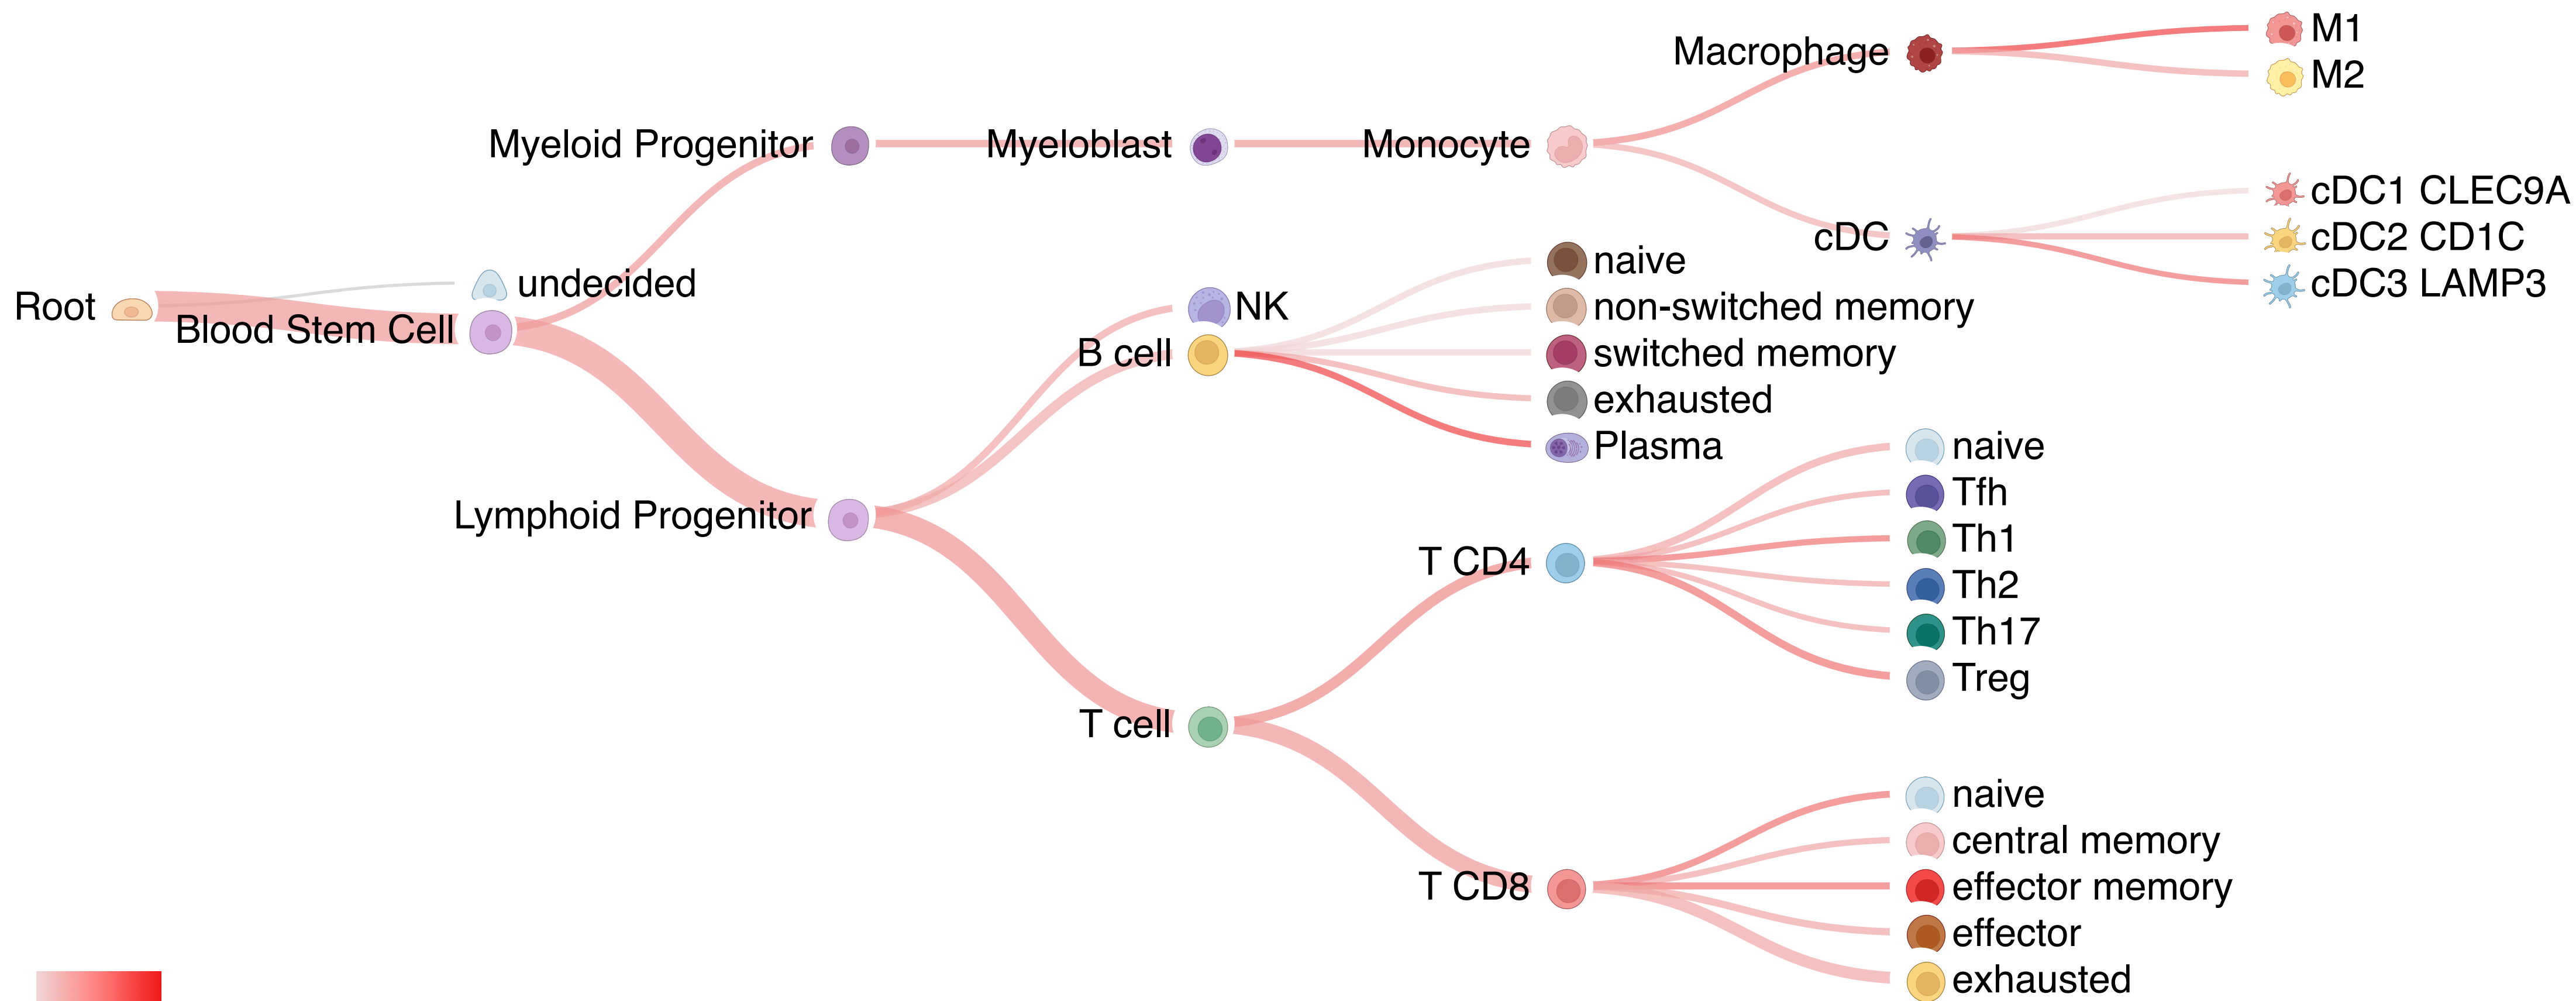 M1
Macrophage
M2
Myeloid Progenitor
Myeloblast
Monocyte
cDC1 CLEC9A
cDC
cDC2 CD1C
cDC3 LAMP3
undecided
Root
Blood Stem Cell
NK
B cell
naive
non-switched memory
switched memory
exhausted
Plasma
Lymphoid Progenitor
T CD4
naive
Tfh
Th1
Th2
Th17
Treg
T cell
T CD8
naive
central memory
effector memory
effector
exhausted